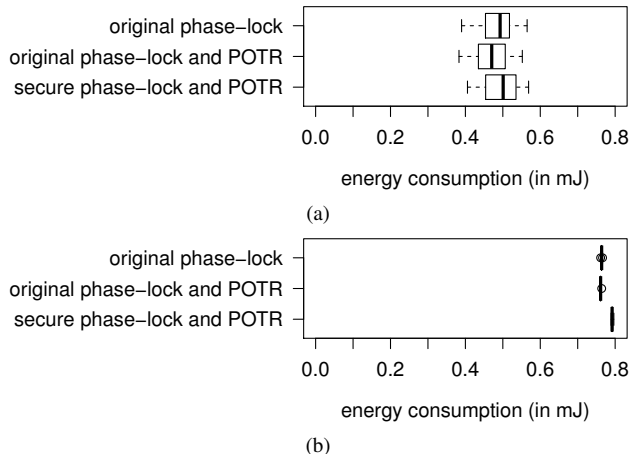 original phase−lock
original phase−lock and POTR
secure phase−lock and POTR
0.0 0.2 0.4 0.6 0.8
energy consumption (in mJ)
(a)
original phase−lock
original phase−lock and POTR
secure phase−lock and POTR
0.0 0.2 0.4 0.6 0.8
energy consumption (in mJ)
(b)